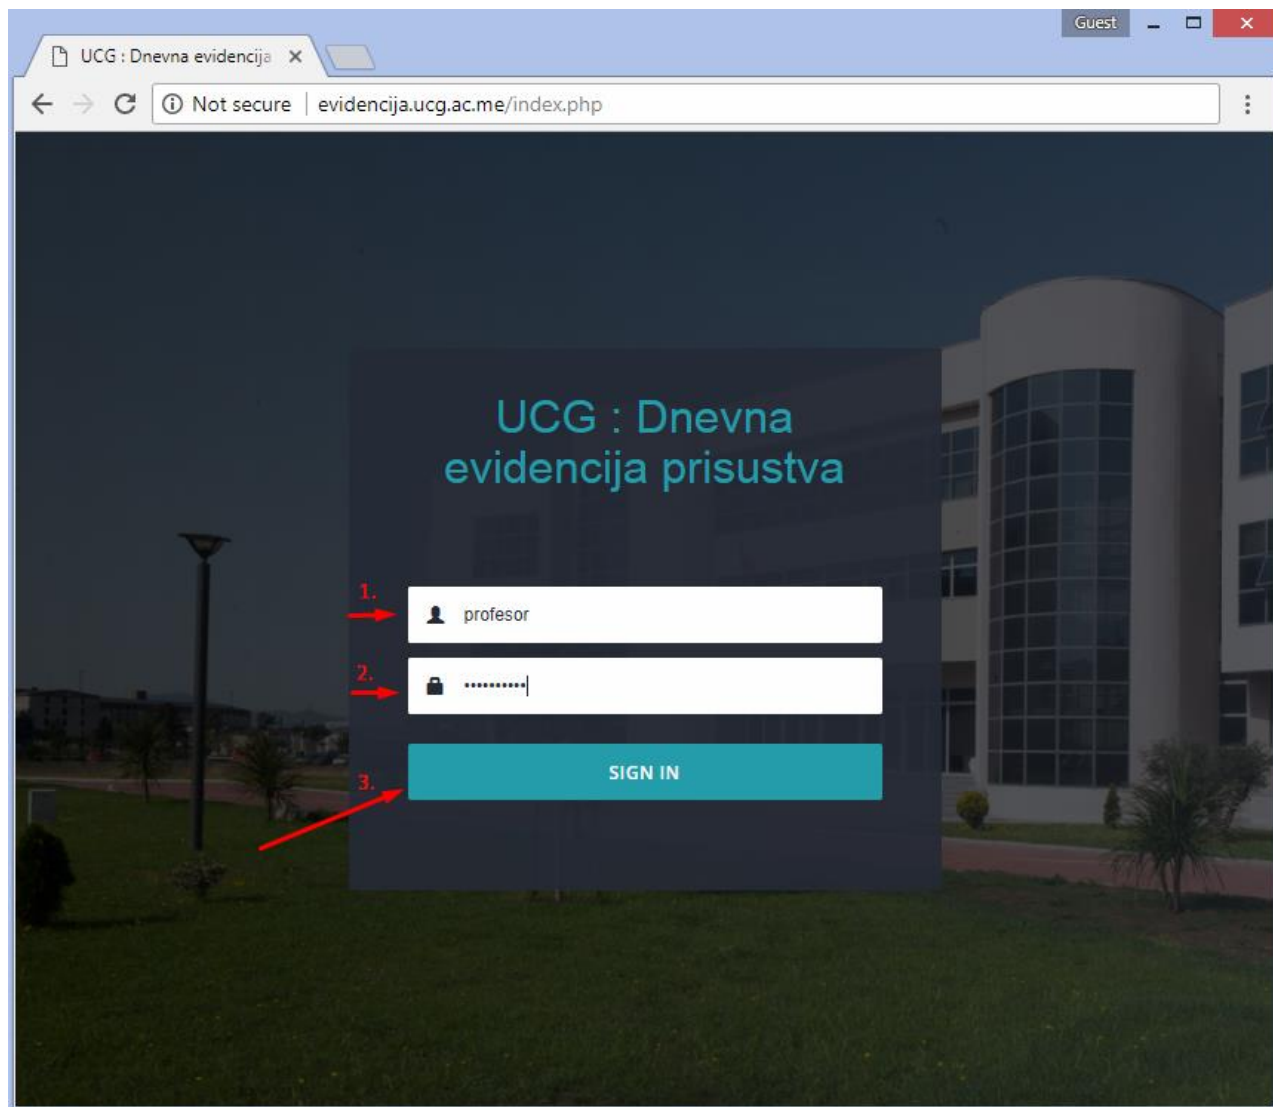 Guest
UCG : Dnevna evidencija
Not secure | evidencija.ucg.ac.me/index.php
UCG : Dnevna
evidencija prisustva
1.
profesor
2.
••••••••••
3.
SIGN IN